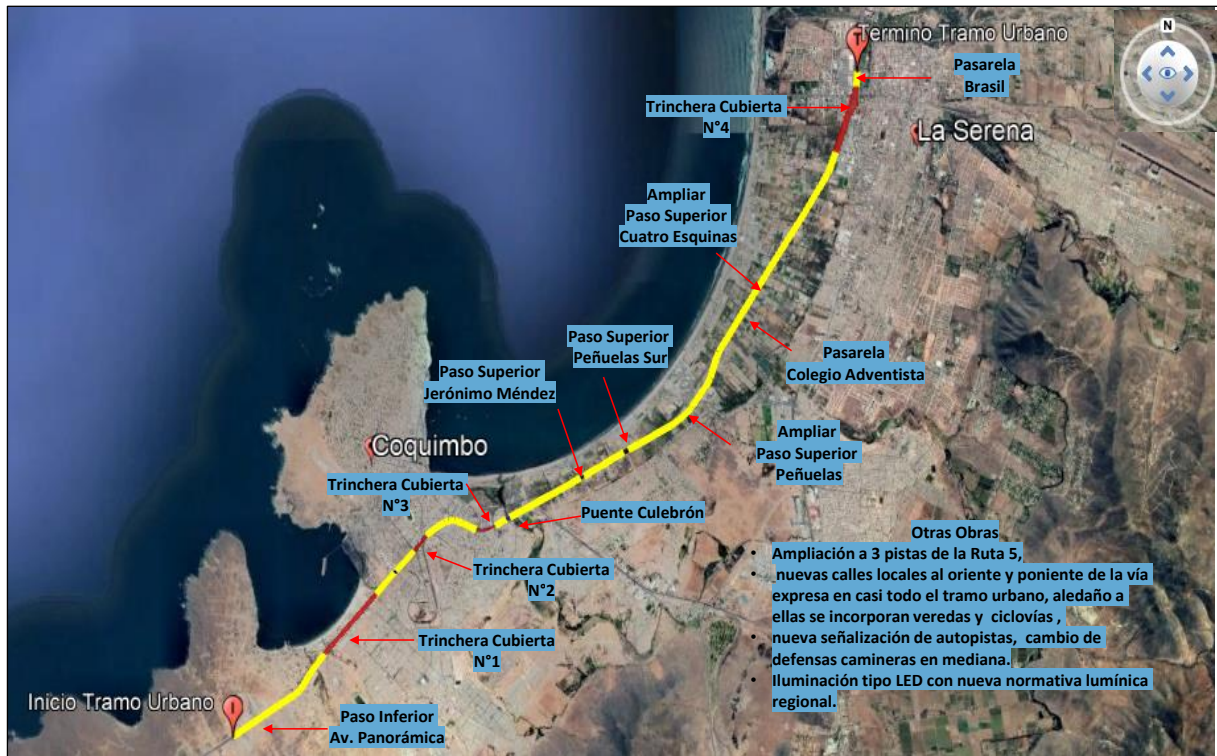 N
T
Termino Tramo Urbano
Pasarela
Brasil
Trinchera Cubierta
N°4
La Serena
Ampliar
Paso Superior
Cuatro Esquinas
Paso Superior
Peñuelas Sur
Pasarela
Colegio Adventista
Paso Superior
Jerónimo Méndez
Ampliar
Paso Superior
Peñuelas
Coquimbo
Trinchera Cubierta
N°3
Puente Culebrón
Trinchera Cubierta
N°2
Trinchera Cubierta
N°1
Inicio Tramo Urbano
I
Paso Inferior
Av. Panorámica
Otras Obras
• Ampliación a 3 pistas de la Ruta 5,
• nuevas calles locales al oriente y poniente de la vía
expresa en casi todo el tramo urbano, aledaño a
ellas se incorporan veredas y ciclovías ,
• nueva señalización de autopistas, cambio de
defensas camineras en mediana.
• Iluminación tipo LED con nueva normativa lumínica
regional.